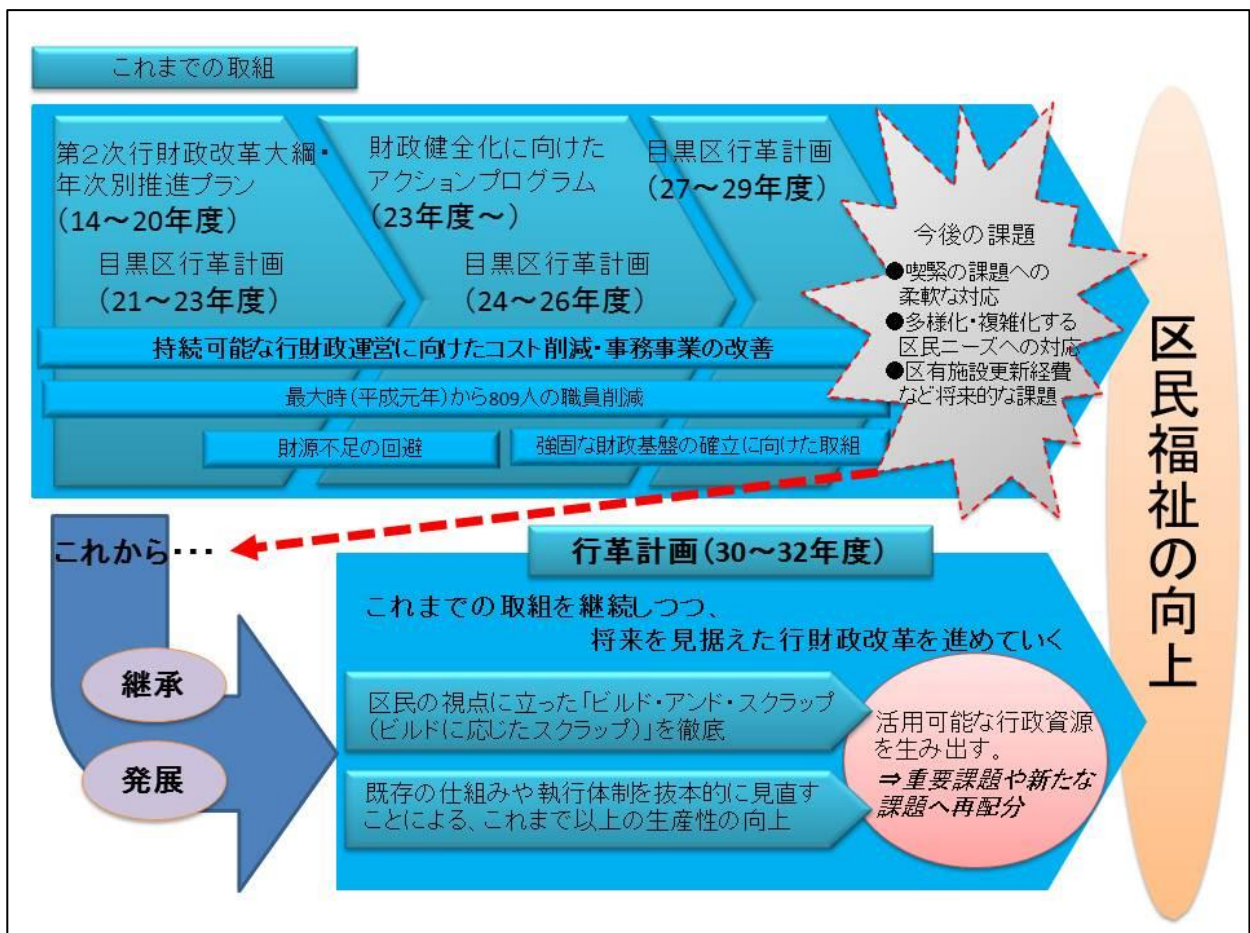 これまでの取組
第２次行財政改革大綱・
年次別推進プラン
(14～20年度)
目黒区行革計画
(21～23年度)
財政健全化に向けた
アクションプログラム
(23年度～)
目黒区行革計画
(24～26年度)
目黒区行革計画
(27～29年度)
持続可能な行財政運営に向けたコスト削減・事務事業の改善
最大時(平成元年)から809人の職員削減
財源不足の回避
強固な財政基盤の確立に向けた取組
今後の課題
●喫緊の課題への
柔軟な対応
●多様化・複雑化する
区民ニーズへの対応
●区有施設更新経費
など将来的な課題
区民福祉の向上
これから・・・
継承
発展
行革計画(30～32年度)
これまでの取組を継続しつつ、
将来を見据えた行財政改革を進めていく
区民の視点に立った「ビルド・アンド・スクラップ
(ビルドに応じたスクラップ)」を徹底
既存の仕組みや執行体制を抜本的に見直す
ことによる、これまで以上の生産性の向上
活用可能な行政資源
を生み出す。
⇒重要課題や新たな
課題へ再配分